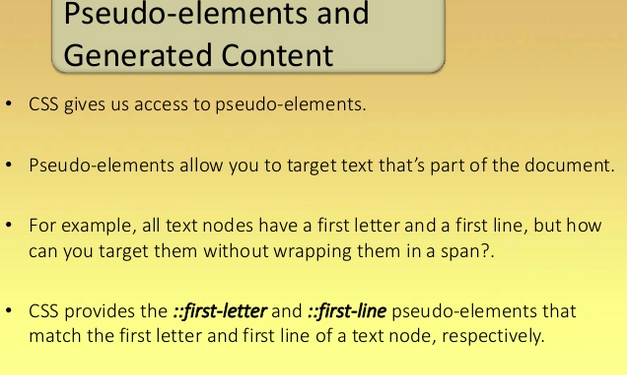 Pseudo-elements and
Generated Content
• CSS gives us access to pseudo-elements.
• Pseudo-elements allow you to target text that’s part of the document.
• For example, all text nodes have a first letter and a first line, but how
can you target them without wrapping them in a span?.
• CSS provides the ::first-letter and ::first-line pseudo-elements that
match the first letter and first line of a text node, respectively.